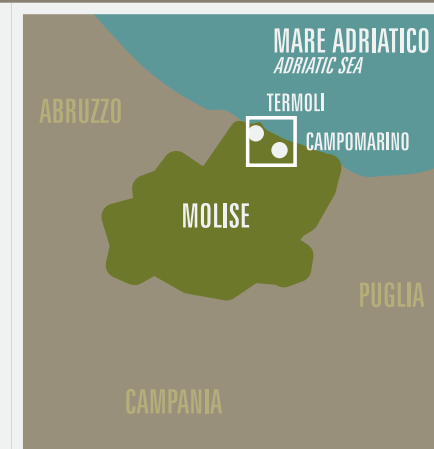 MARE ADRIATICO
ADRIATIC SEA
TERMOLI
ABRUZZO
CAMPOMARINO
MOLISE
PUGLIA
CAMPANIA